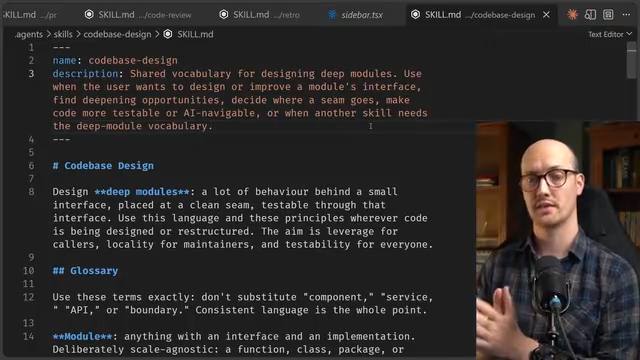 SKILL.md .../pr
SKILL.md .../code-review
SKILL.md .../retro
sidebar.tsx
SKILL.md .../codebase-design
.agents > skills > codebase-design > SKILL.md
Text Editor
1 ---
2 name: codebase-design
3 description: Shared vocabulary for designing deep modules. Use
when the user wants to design or improve a module's interface,
find deepening opportunities, decide where a seam goes, make
code more testable or AI-navigable, or when another skill needs
the deep-module vocabulary.
4 ---
5
6 # Codebase Design
7
8 Design **deep modules**: a lot of behaviour behind a small
interface, placed at a clean seam, testable through that
interface. Use this language and these principles wherever code
is being designed or restructured. The aim is leverage for
callers, locality for maintainers, and testability for everyone.
9
10 ## Glossary
11
12 Use these terms exactly: don't substitute "component," "service,
" "API," or "boundary." Consistent language is the whole point.
13
14 **Module**: anything with an interface and an implementation.
Deliberately scale-agnostic: a function, class, package, or